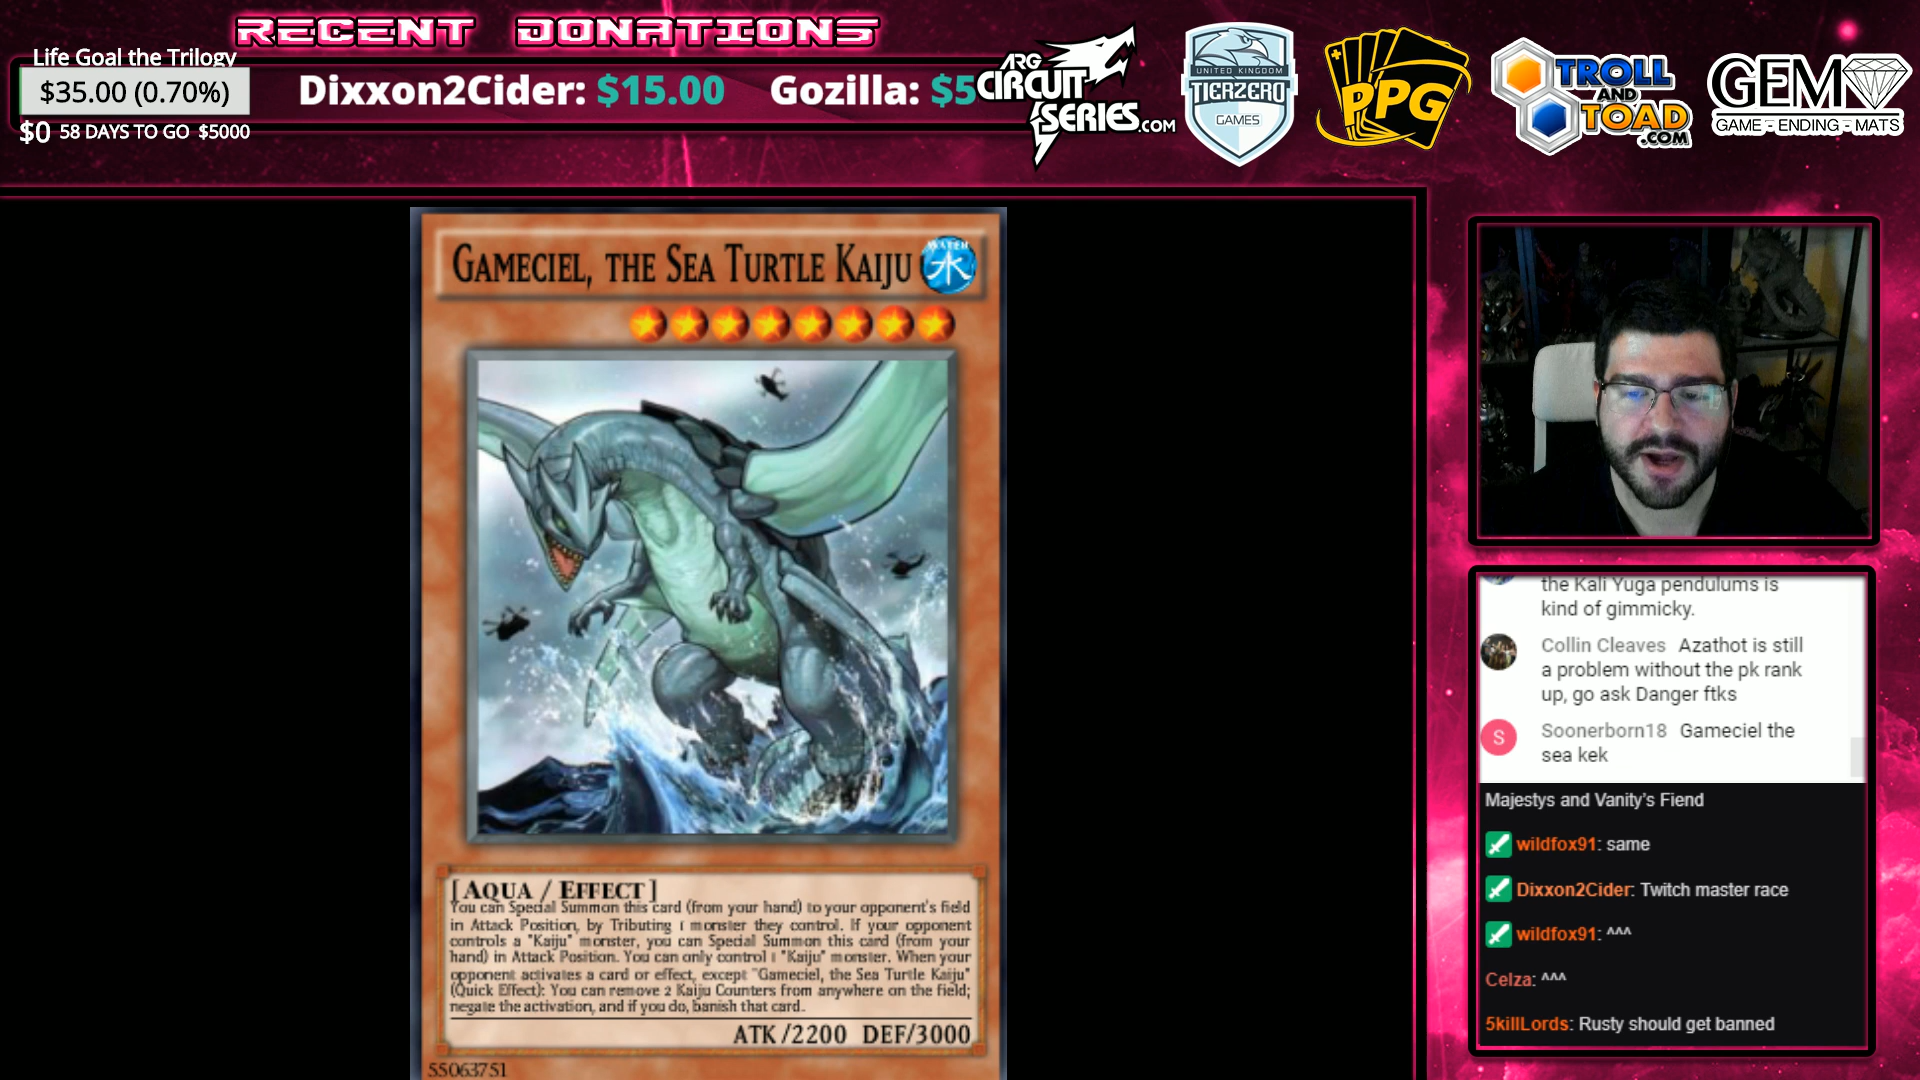 RECENT DONATIONS
Life Goal the Trilogy
$35.00 (0.70%)
$0 58 DAYS TO GO $5000
Dixxon2Cider: $15.00 Gozilla: $5
ARG
CIRCUIT
SERIES.COM
UNITED KINGDOM
TIERZERO
GAMES
PPG
TROLL
AND
TOAD
.COM
GEM
GAME - ENDING - MATS
GAMECIEL, THE SEA TURTLE KAIJU
WATER
水
[AQUA / EFFECT]
You can Special Summon this card (from your hand) to your opponent's field
in Attack Position, by Tributing 1 monster they control. If your opponent
controls a "Kaiju" monster, you can Special Summon this card (from your
hand) in Attack Position. You can only control 1 "Kaiju" monster. When your
opponent activates a card or effect, except "Gameciel, the Sea Turtle Kaiju"
(Quick Effect): You can remove 2 Kaiju Counters from anywhere on the field;
negate the activation, and if you do, banish that card.
ATK/2200 DEF/3000
55063751
the Kali Yuga pendulums is
kind of gimmicky.
Collin Cleaves Azathot is still
a problem without the pk rank
up, go ask Danger ftks
S
Soonerborn18 Gameciel the
sea kek
Majestys and Vanity's Fiend
wildfox91: same
Dixxon2Cider: Twitch master race
wildfox91: ^^^
Celza: ^^^
5killLords: Rusty should get banned